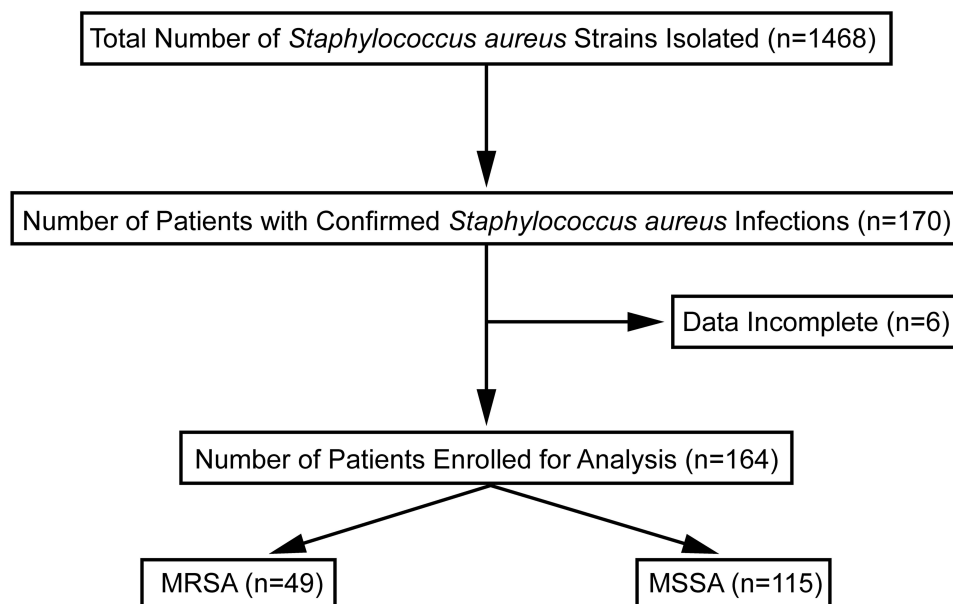 Total Number of Staphylococcus aureus Strains Isolated (n=1468)
Number of Patients with Confirmed Staphylococcus aureus Infections (n=170)
Data Incomplete (n=6)
Number of Patients Enrolled for Analysis (n=164)
MRSA (n=49)
MSSA (n=115)